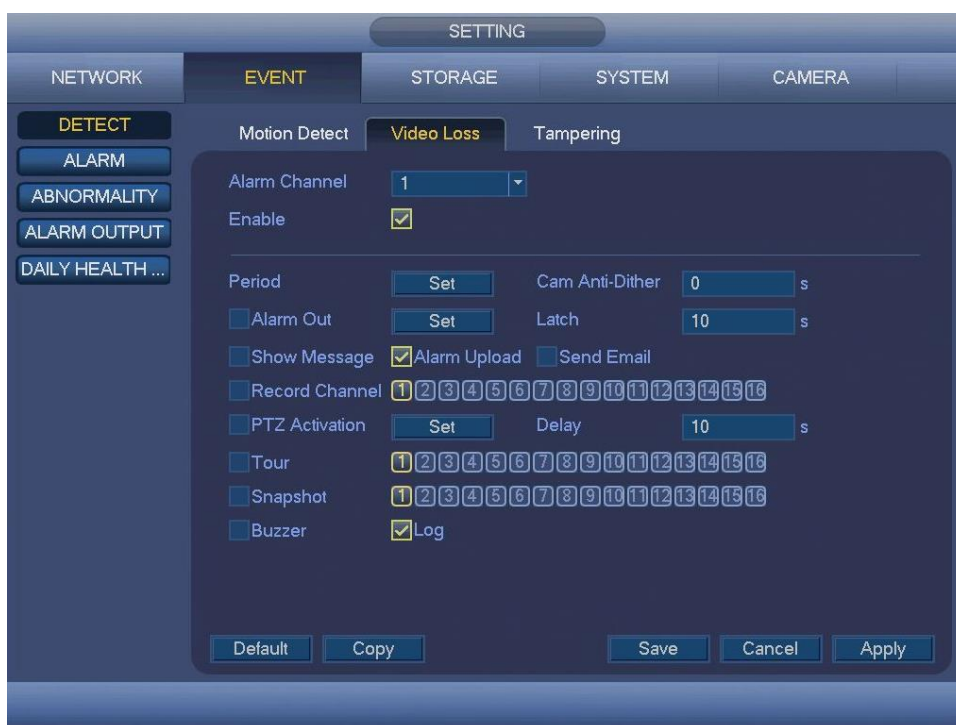 SETTING
NETWORK EVENT STORAGE SYSTEM CAMERA
DETECT
ALARM
ABNORMALITY
ALARM OUTPUT
DAILY HEALTH ...
Motion Detect Video Loss Tampering
Alarm Channel 1
Enable
Period Set Cam Anti-Dither 0 s
Alarm Out Set Latch 10 s
Show Message Alarm Upload Send Email
Record Channel 1 2 3 4 5 6 7 8 9 10 11 12 13 14 15 16
PTZ Activation Set Delay 10 s
Tour 1 2 3 4 5 6 7 8 9 10 11 12 13 14 15 16
Snapshot 1 2 3 4 5 6 7 8 9 10 11 12 13 14 15 16
Buzzer Log
Default Copy Save Cancel Apply